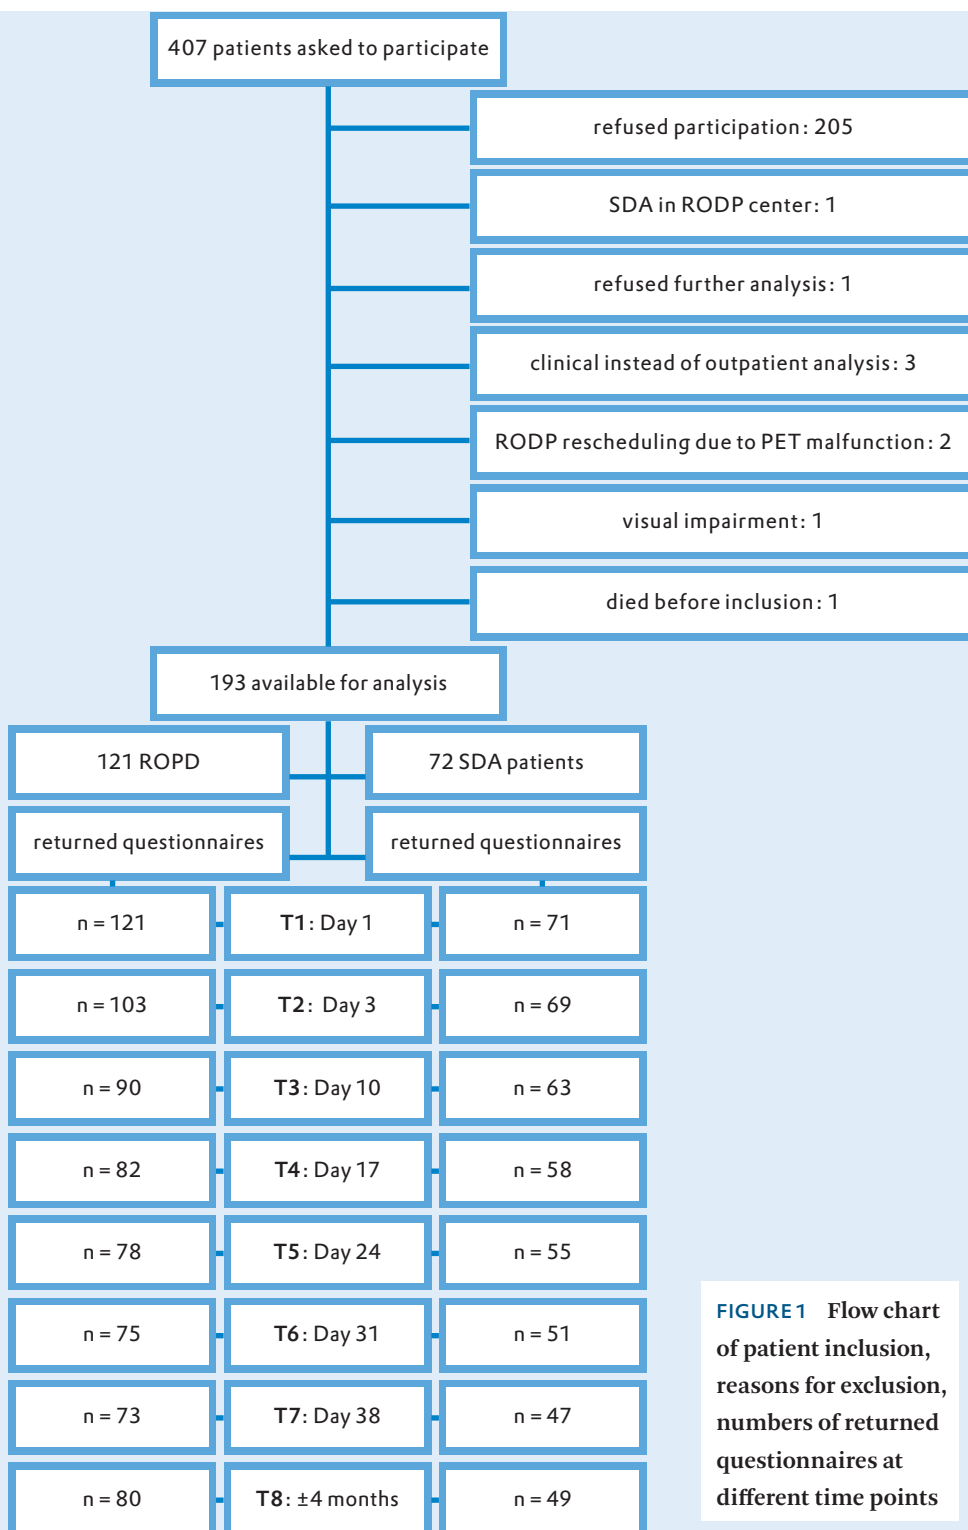 407 patients asked to participate
refused participation: 205
SDA in RODP center: 1
refused further analysis: 1
clinical instead of outpatient analysis: 3
RODP rescheduling due to PET malfunction: 2
visual impairment: 1
died before inclusion: 1
193 available for analysis
121 ROPD
72 SDA patients
returned questionnaires
returned questionnaires
n = 121
T1: Day 1
n = 71
n = 103
T2: Day 3
n = 69
n = 90
T3: Day 10
n = 63
n = 82
T4: Day 17
n = 58
n = 78
T5: Day 24
n = 55
n = 75
T6: Day 31
n = 51
n = 73
T7: Day 38
n = 47
n = 80
T8: ±4 months
n = 49
FIGURE 1 Flow chart
of patient inclusion,
reasons for exclusion,
numbers of returned
questionnaires at
different time points